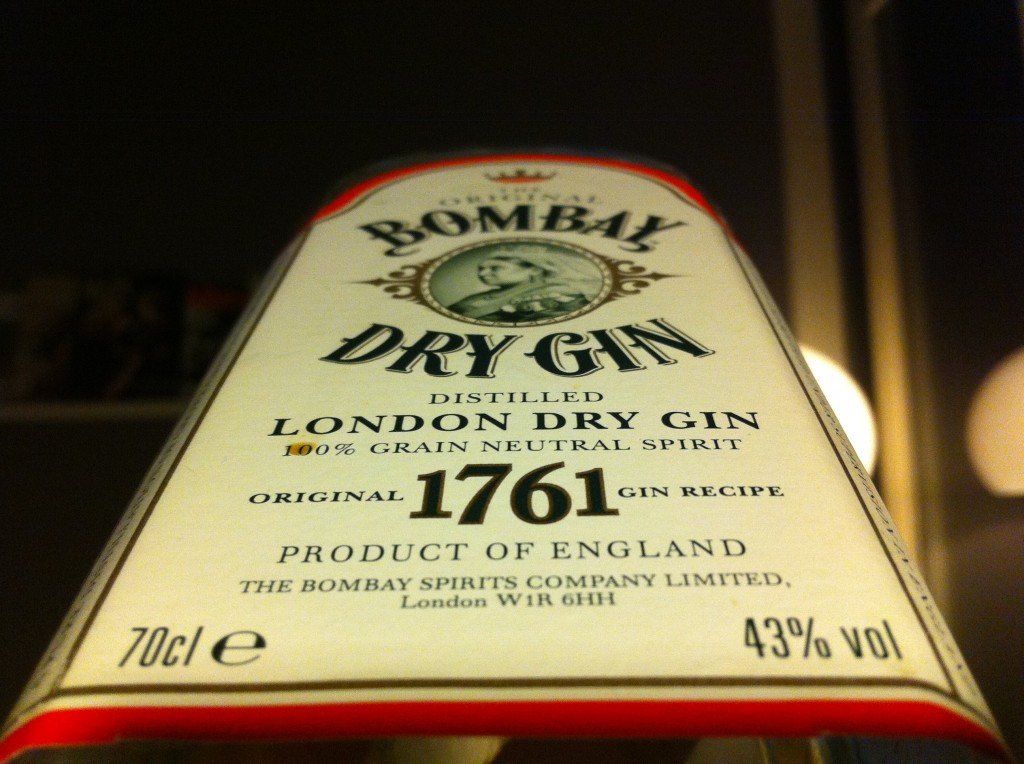 THE
ORIGINAL
BOMBAY
DRY GIN
DISTILLED
LONDON DRY GIN
100% GRAIN NEUTRAL SPIRIT
ORIGINAL 1761 GIN RECIPE
PRODUCT OF ENGLAND
THE BOMBAY SPIRITS COMPANY LIMITED,
London W1R 6HH
70cl e 43% vol